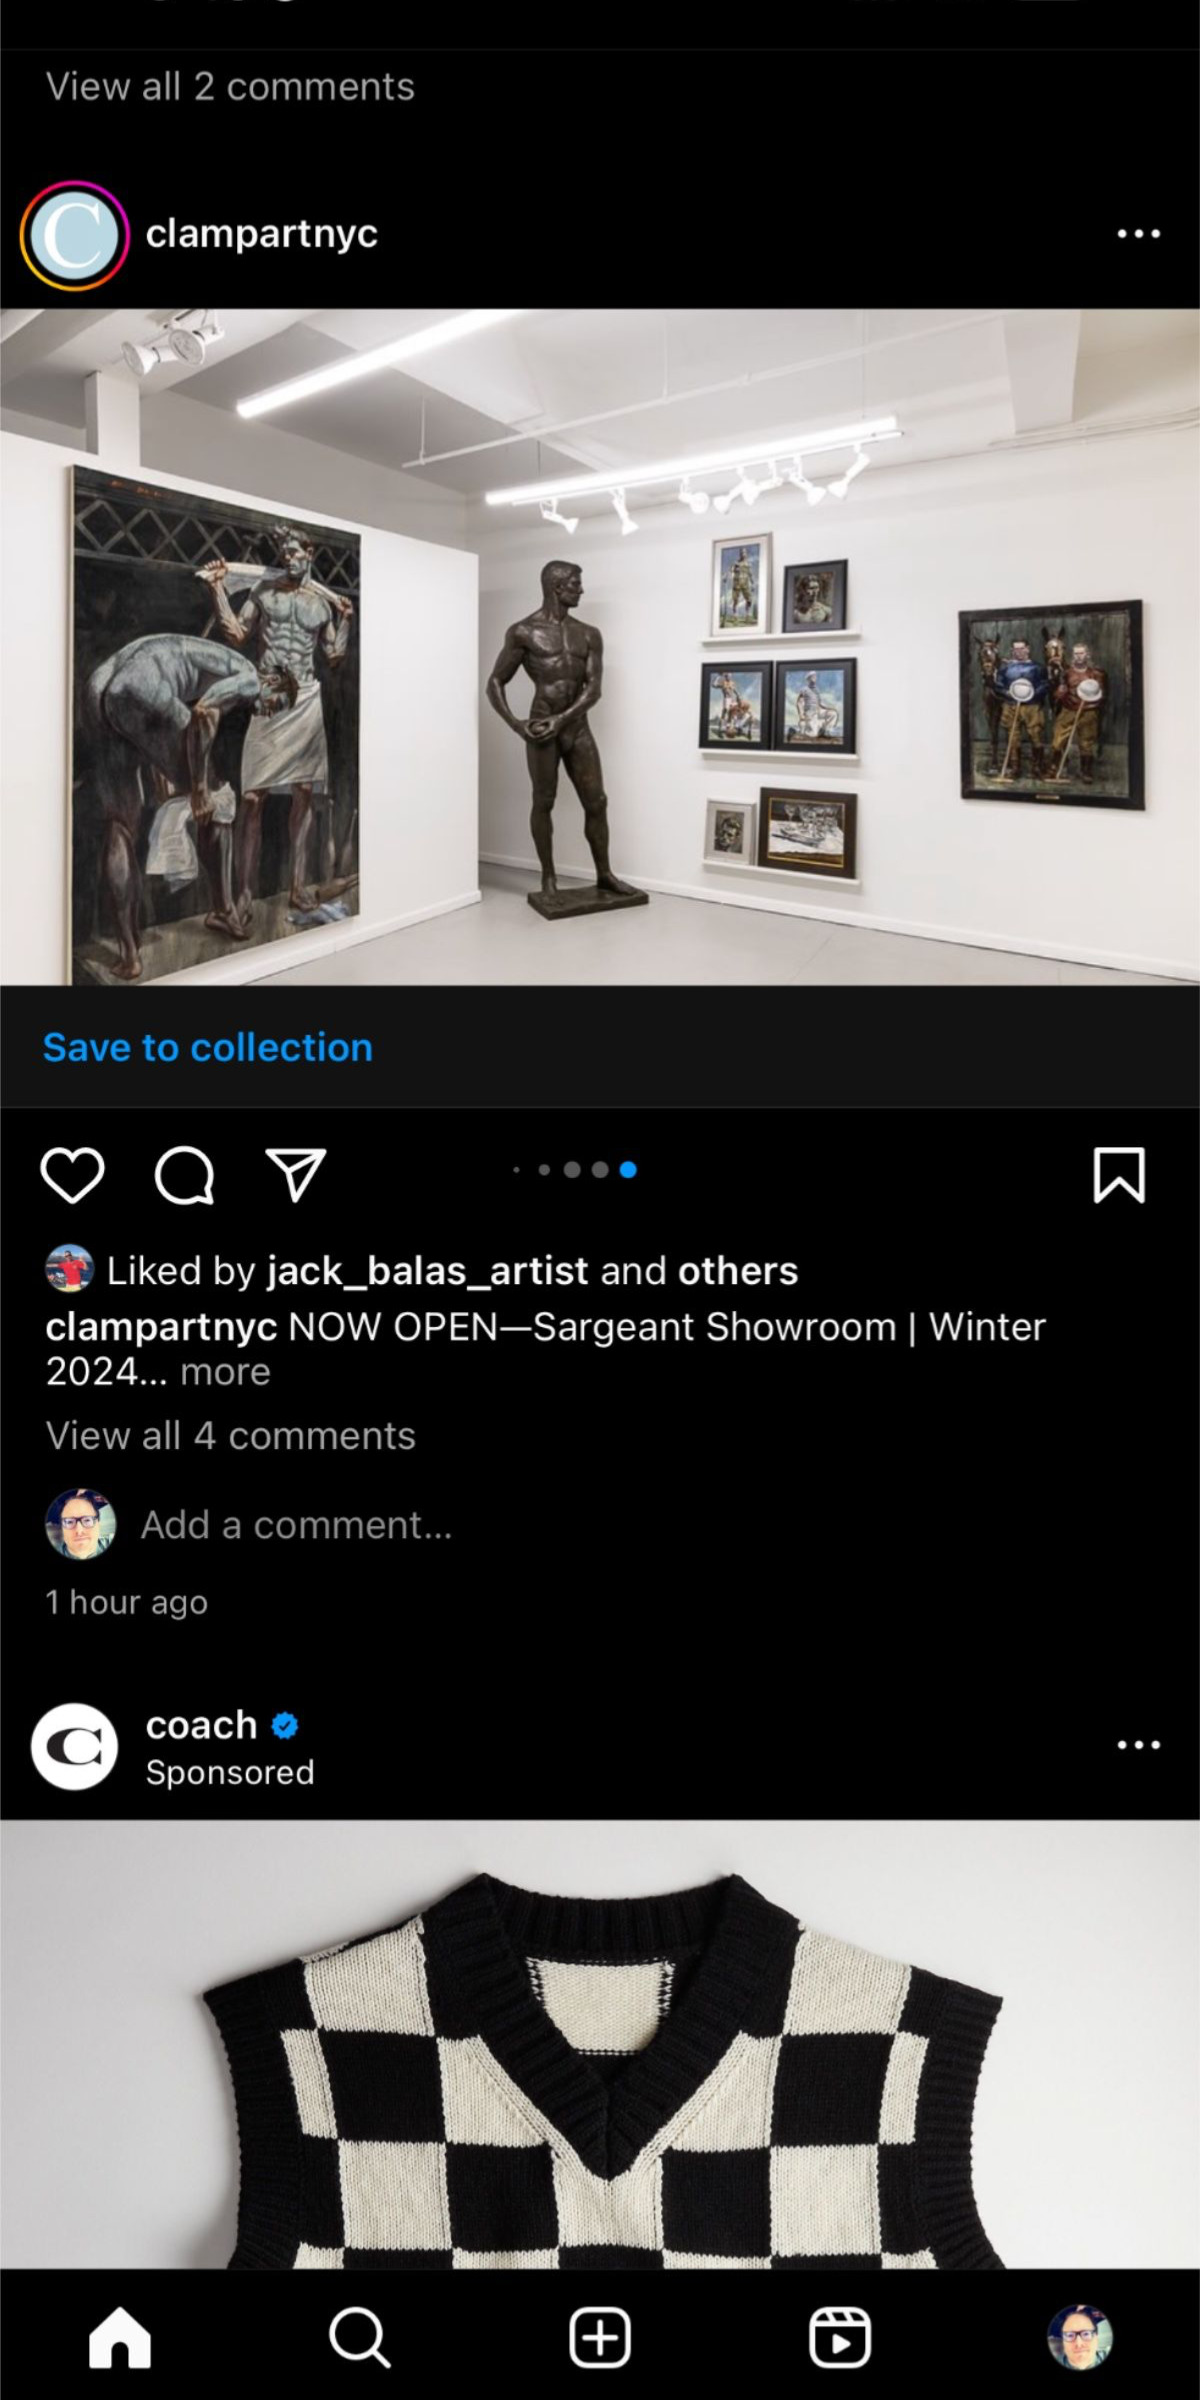 View all 2 comments
C
clampartnyc
Save to collection
Liked by jack_balas_artist and others
clampartnyc NOW OPEN—Sargeant Showroom | Winter
2024... more
View all 4 comments
Add a comment...
1 hour ago
C
coach
Sponsored